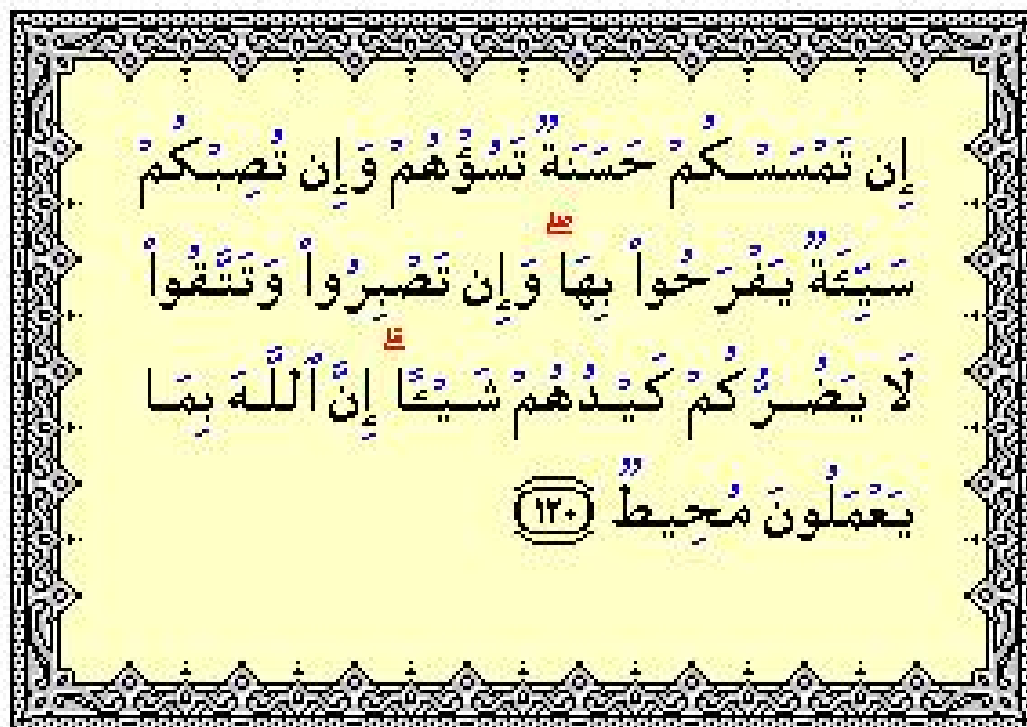 إِن تَمْسَسْكُمْ حَسَنَةٌ تَسُؤْهُمْ وَإِن تُصِبْكُمْ
سَيِّئَةٌ يَفْرَحُوا۟ بِهَا ۖ وَإِن تَصْبِرُوا۟ وَتَتَّقُوا۟
لَا يَضُرُّكُمْ كَيْدُهُمْ شَيْـًٔا ۗ إِنَّ ٱللَّهَ بِمَا
يَعْمَلُونَ مُحِيطٌ ١٢٠